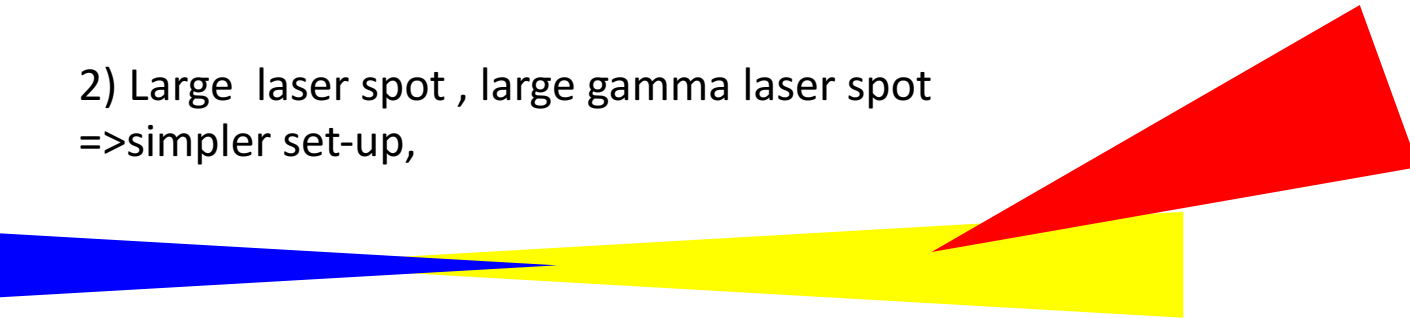 2) Large  laser spot , large gamma laser spot
=>simpler set-up,